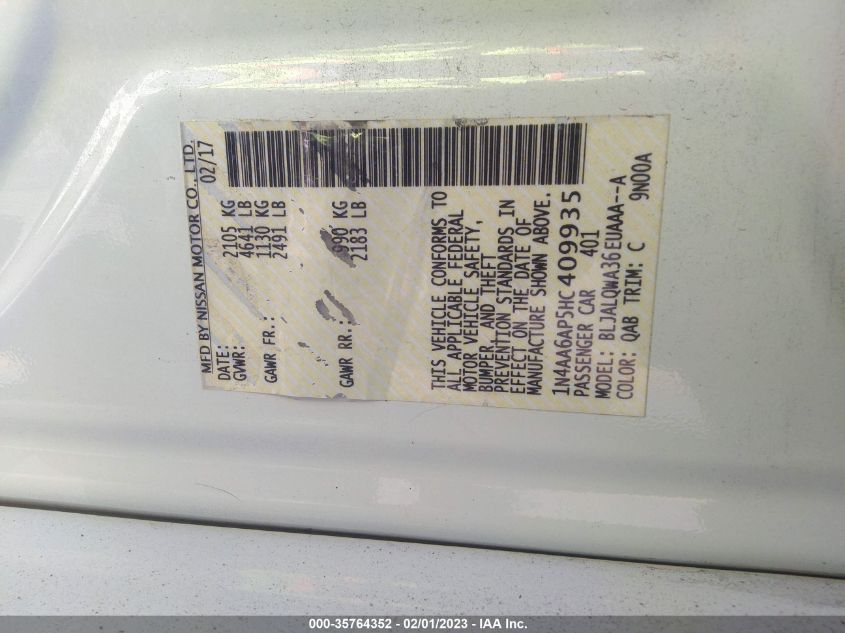 MFD BY NISSAN MOTOR CO., LTD.
DATE: 02/17
GVWR: 2105 KG
4641 LB
GAWR FR.: 1130 KG
2491 LB
GAWR RR.: 990 KG
2183 LB
THIS VEHICLE CONFORMS TO
ALL APPLICABLE FEDERAL
MOTOR VEHICLE SAFETY,
BUMPER, AND THEFT
PREVENTION STANDARDS IN
EFFECT ON THE DATE OF
MANUFACTURE SHOWN ABOVE.
1N4AA6AP5HC409935
PASSENGER CAR 401
MODEL: BLJALQWA36EUAAA--A
COLOR: QAB TRIM: C 9N00A
000-35764352 - 02/01/2023 - IAA Inc.